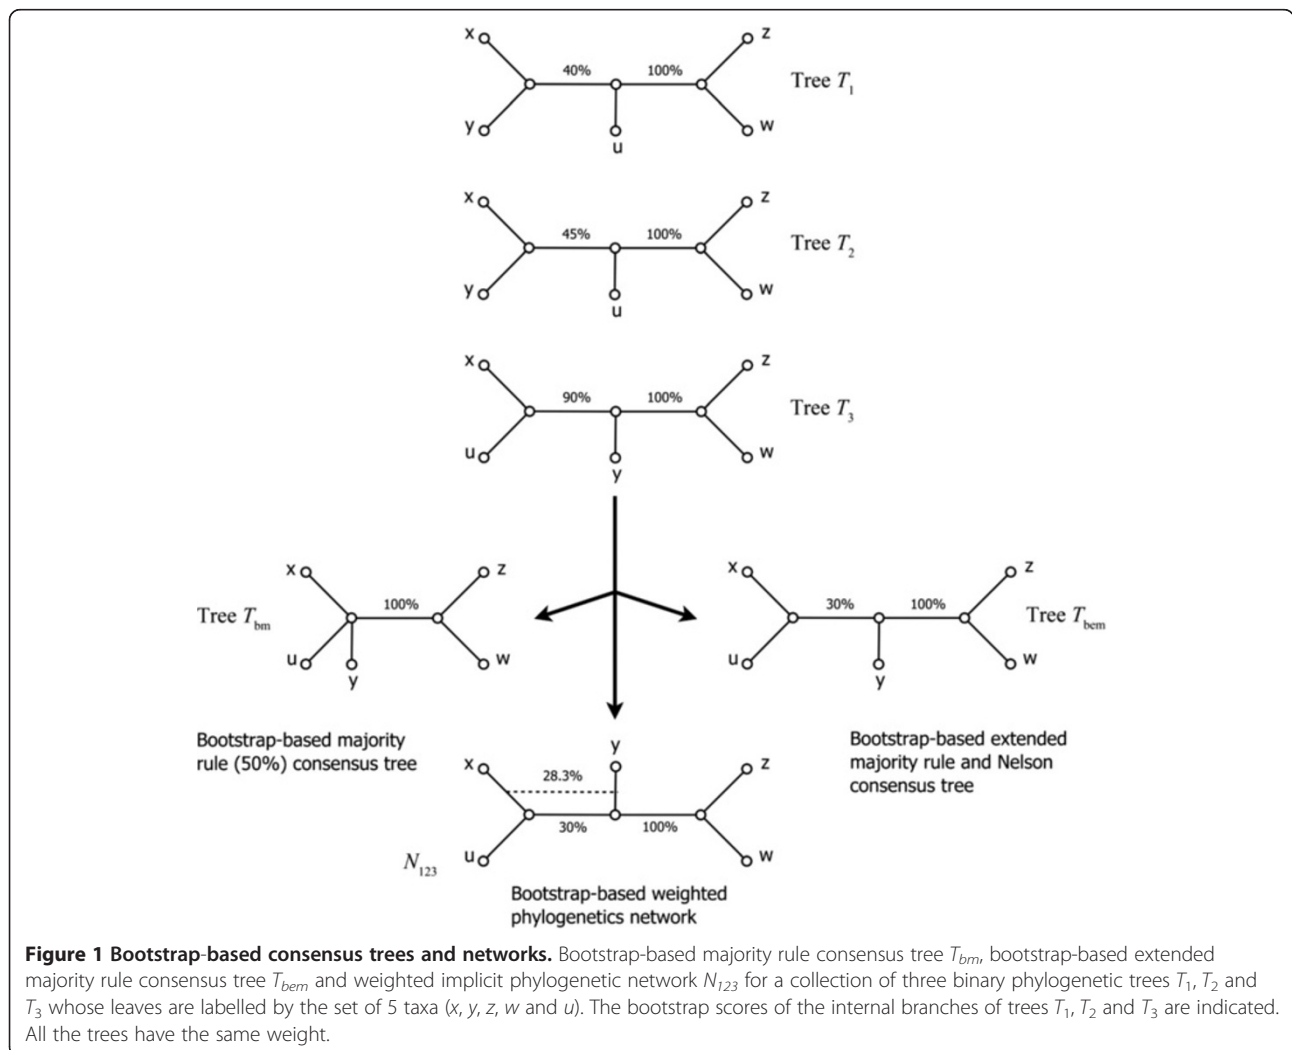 x
z
40%
100%
Tree T1
y
w
u
x
z
45%
100%
Tree T2
y
w
u
x
z
90%
100%
Tree T3
u
w
y
x
z
100%
Tree Tbm
u
w
y
x
z
30%
100%
Tree Tbem
u
w
y
Bootstrap-based majority
rule (50%) consensus tree
Bootstrap-based extended
majority rule and Nelson
consensus tree
y
x
z
28.3%
30%
100%
N123
u
w
Bootstrap-based weighted
phylogenetics network
Figure 1 Bootstrap-based consensus trees and networks. Bootstrap-based majority rule consensus tree Tbm, bootstrap-based extended
majority rule consensus tree Tbem and weighted implicit phylogenetic network N123 for a collection of three binary phylogenetic trees T1, T2 and
T3 whose leaves are labelled by the set of 5 taxa (x, y, z, w and u). The bootstrap scores of the internal branches of trees T1, T2 and T3 are indicated.
All the trees have the same weight.